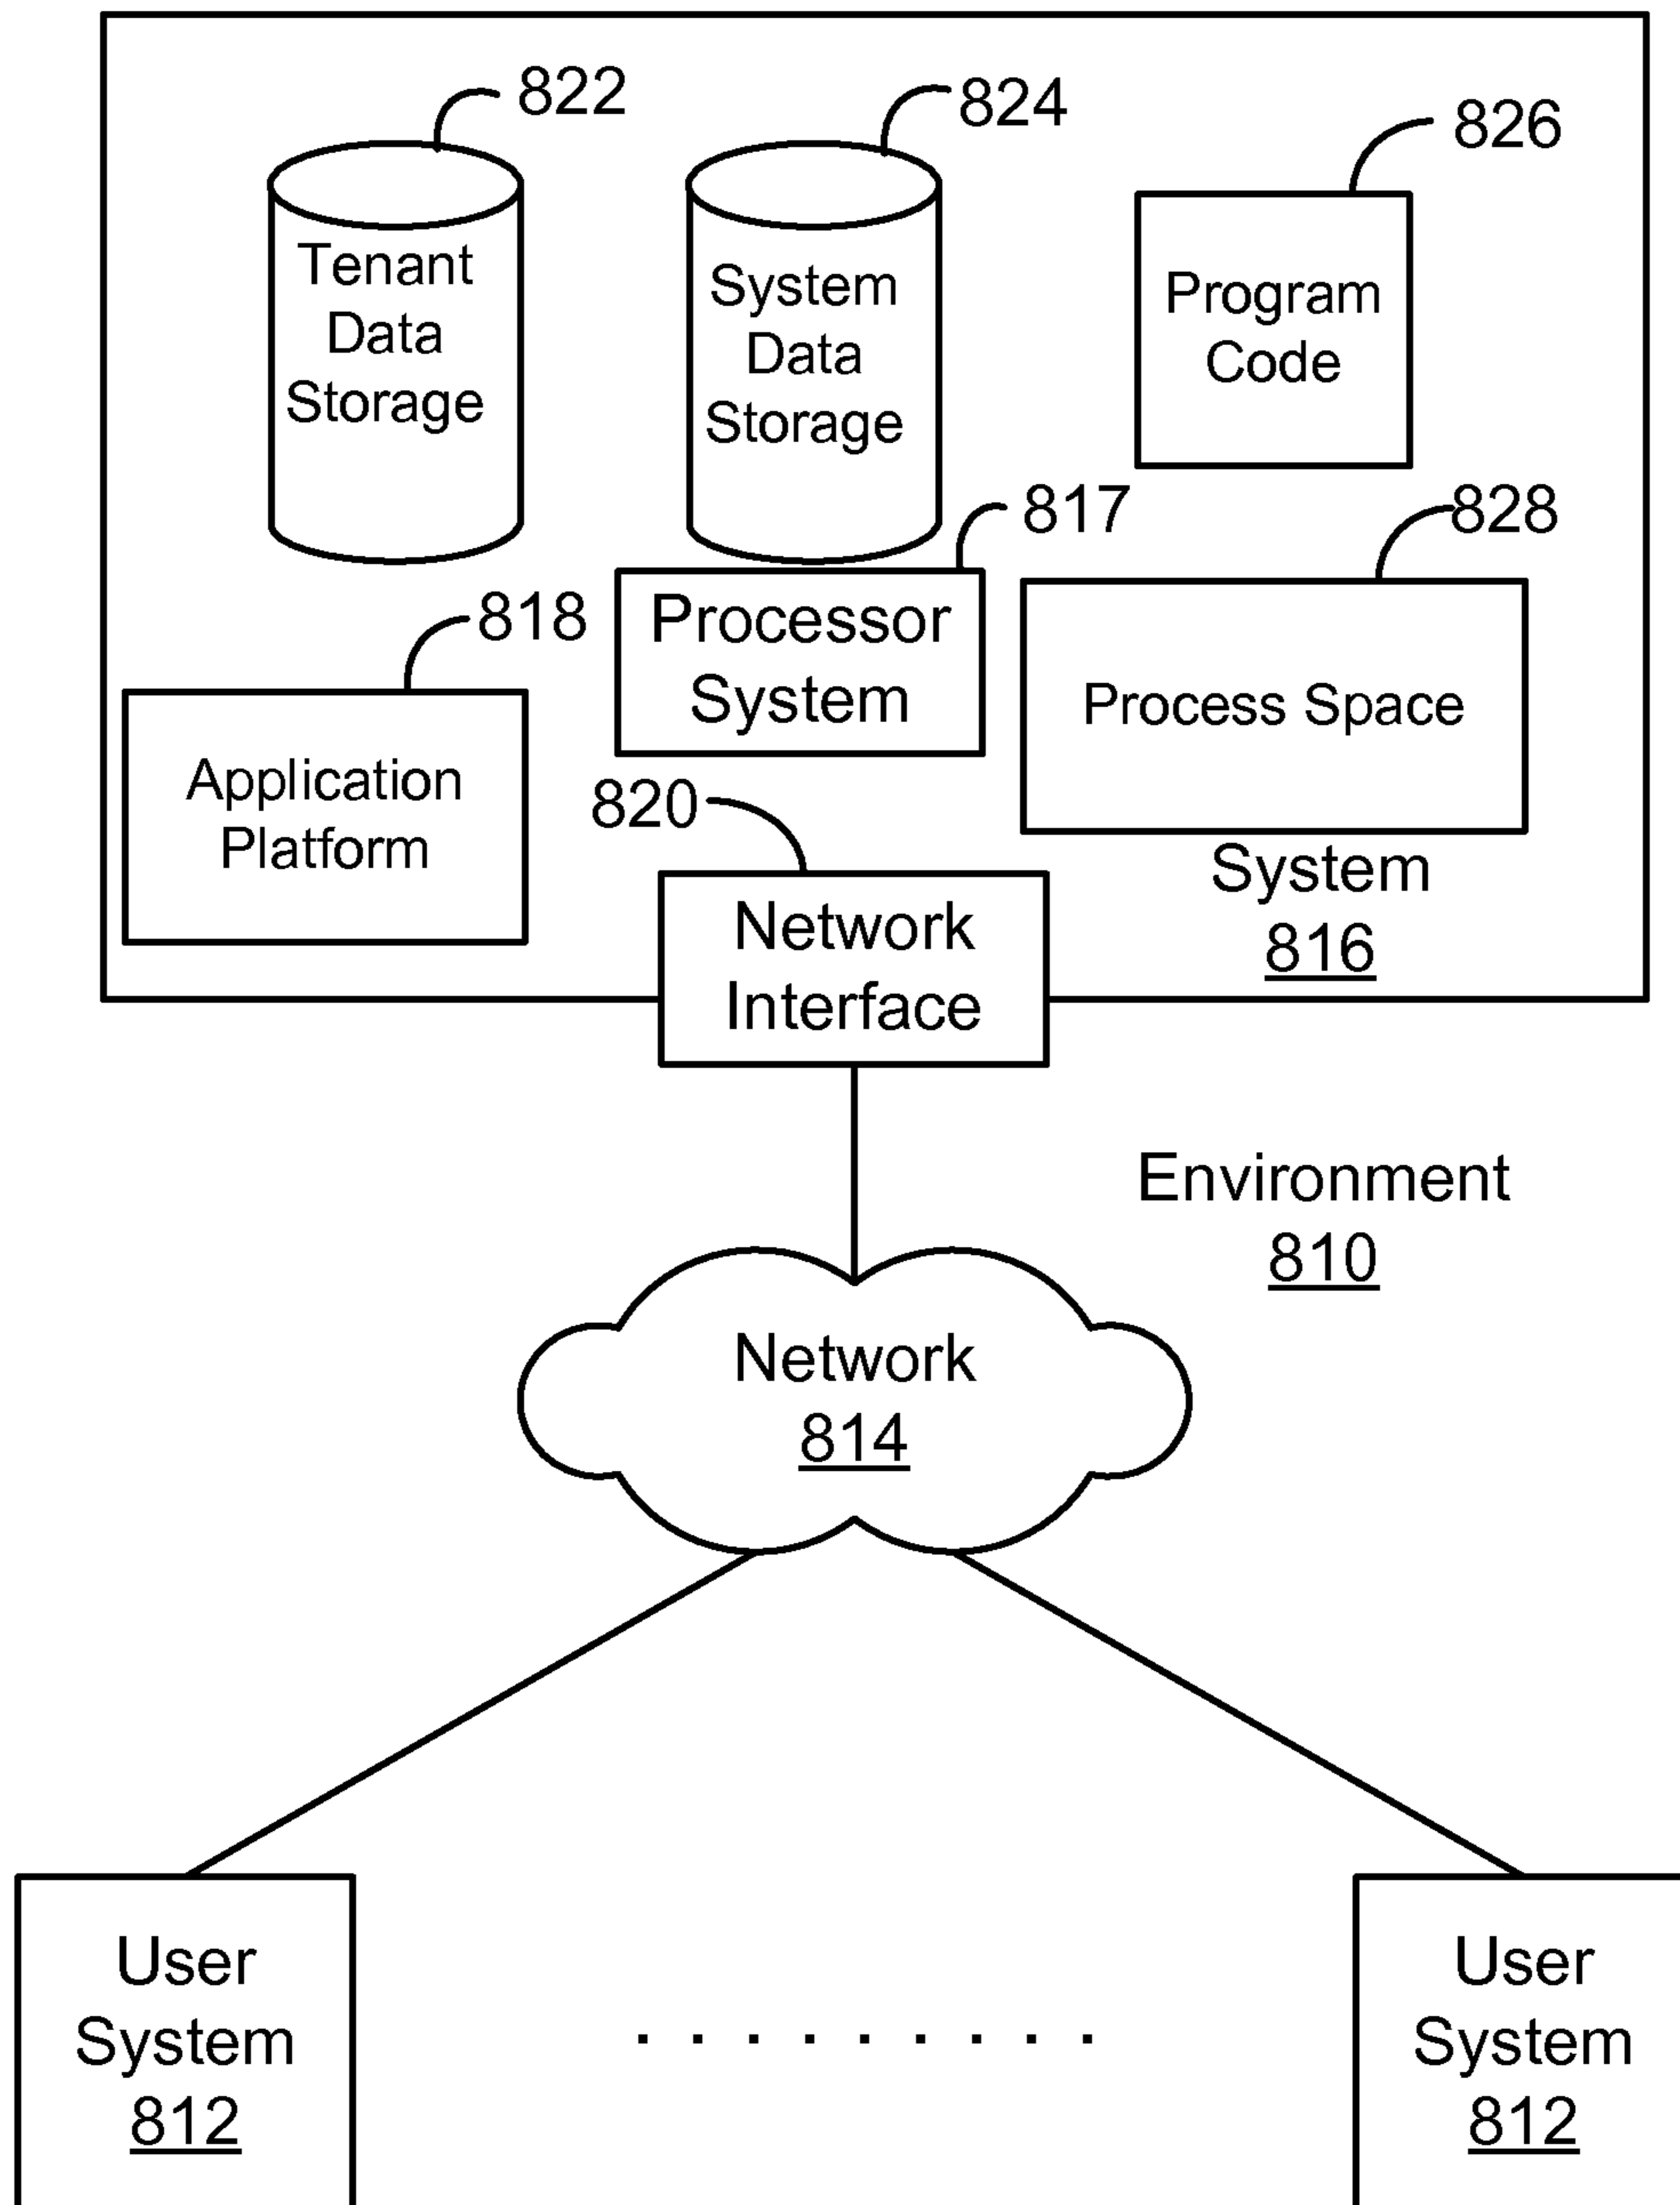 822
824
826
Tenant
Data
Storage
System
Data
Storage
Program
Code
817
828
818
Processor
System
Process Space
Application
Platform
820
System
816
Network
Interface
Environment
810
Network
814
User
System
812
. . . . . . . . .
User
System
812